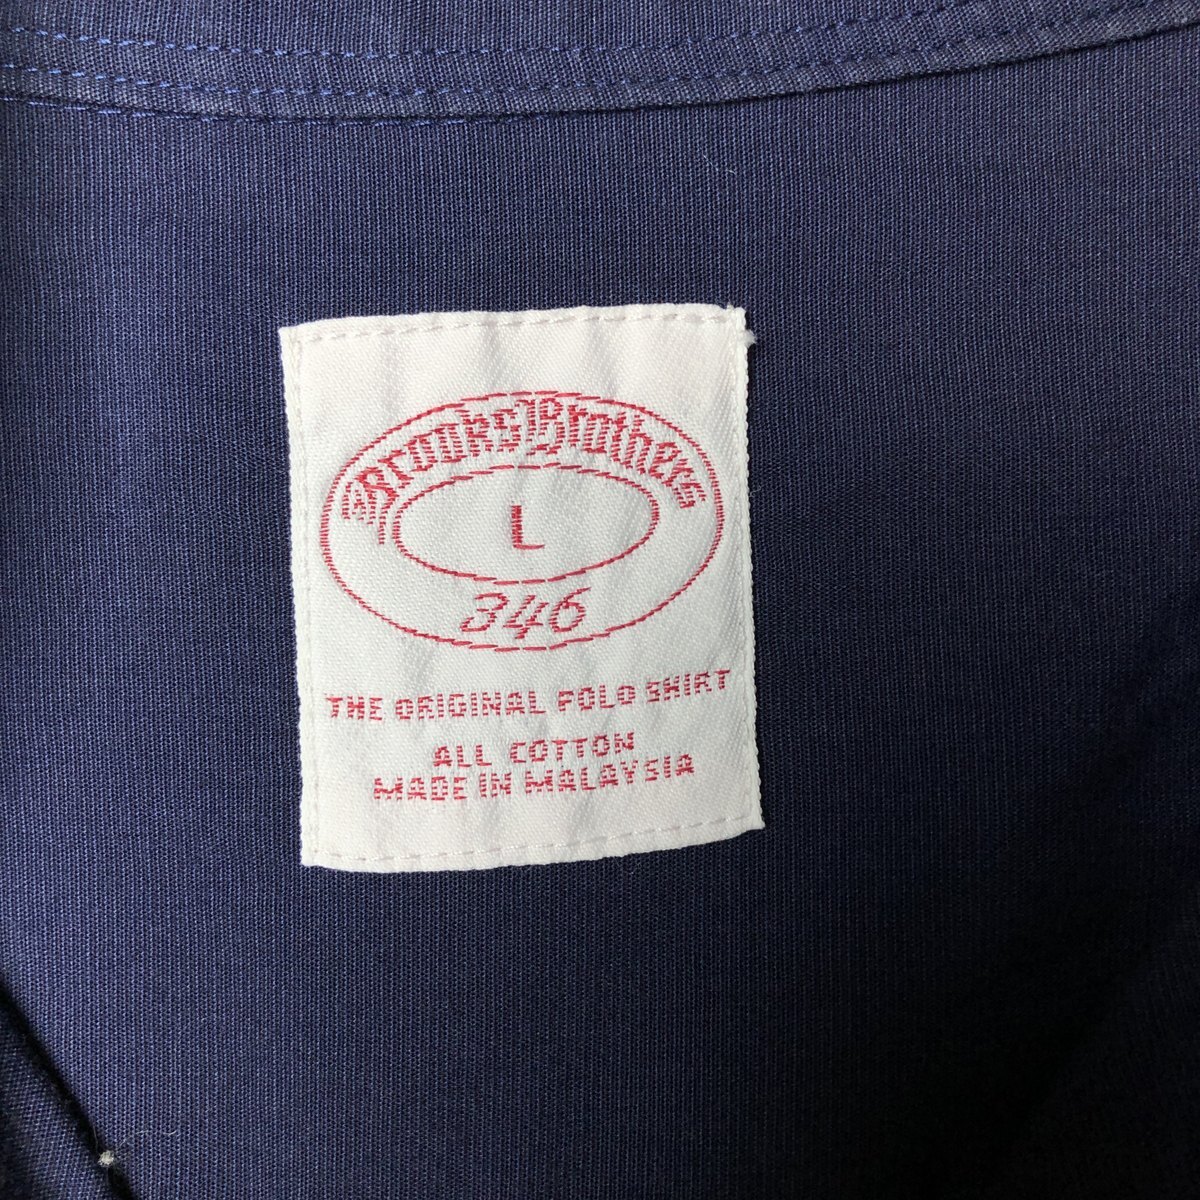 Brooks Brothers
L
346
THE ORIGINAL POLO SHIRT
ALL COTTON
MADE IN MALAYSIA